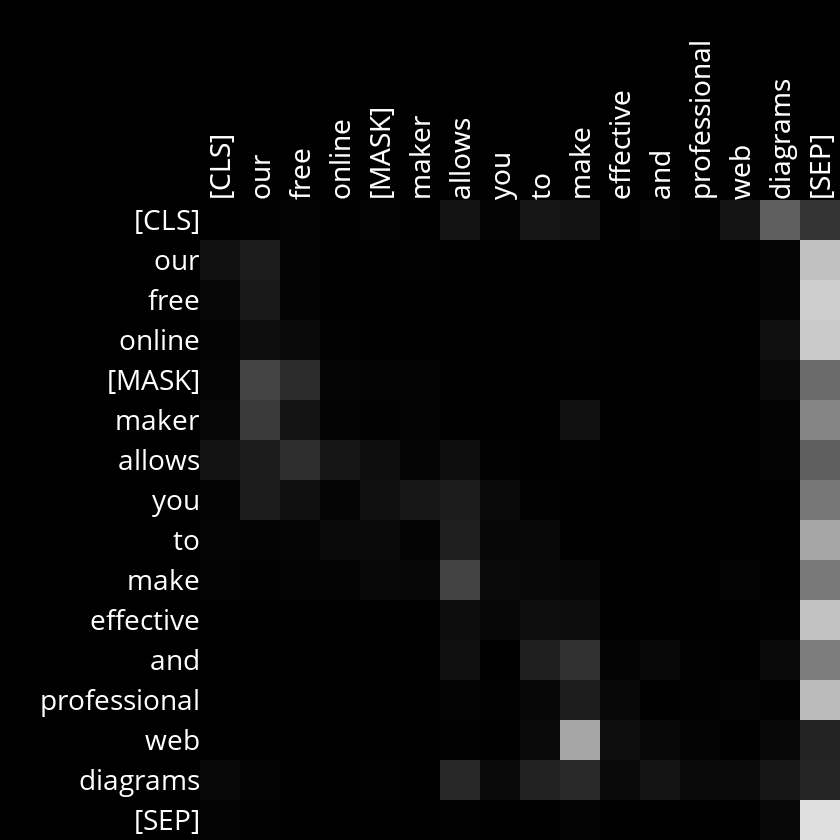 [CLS] our free online [MASK] maker allows you to make effective and professional web diagrams [SEP]
[CLS]
our
free
online
[MASK]
maker
allows
you
to
make
effective
and
professional
web
diagrams
[SEP]